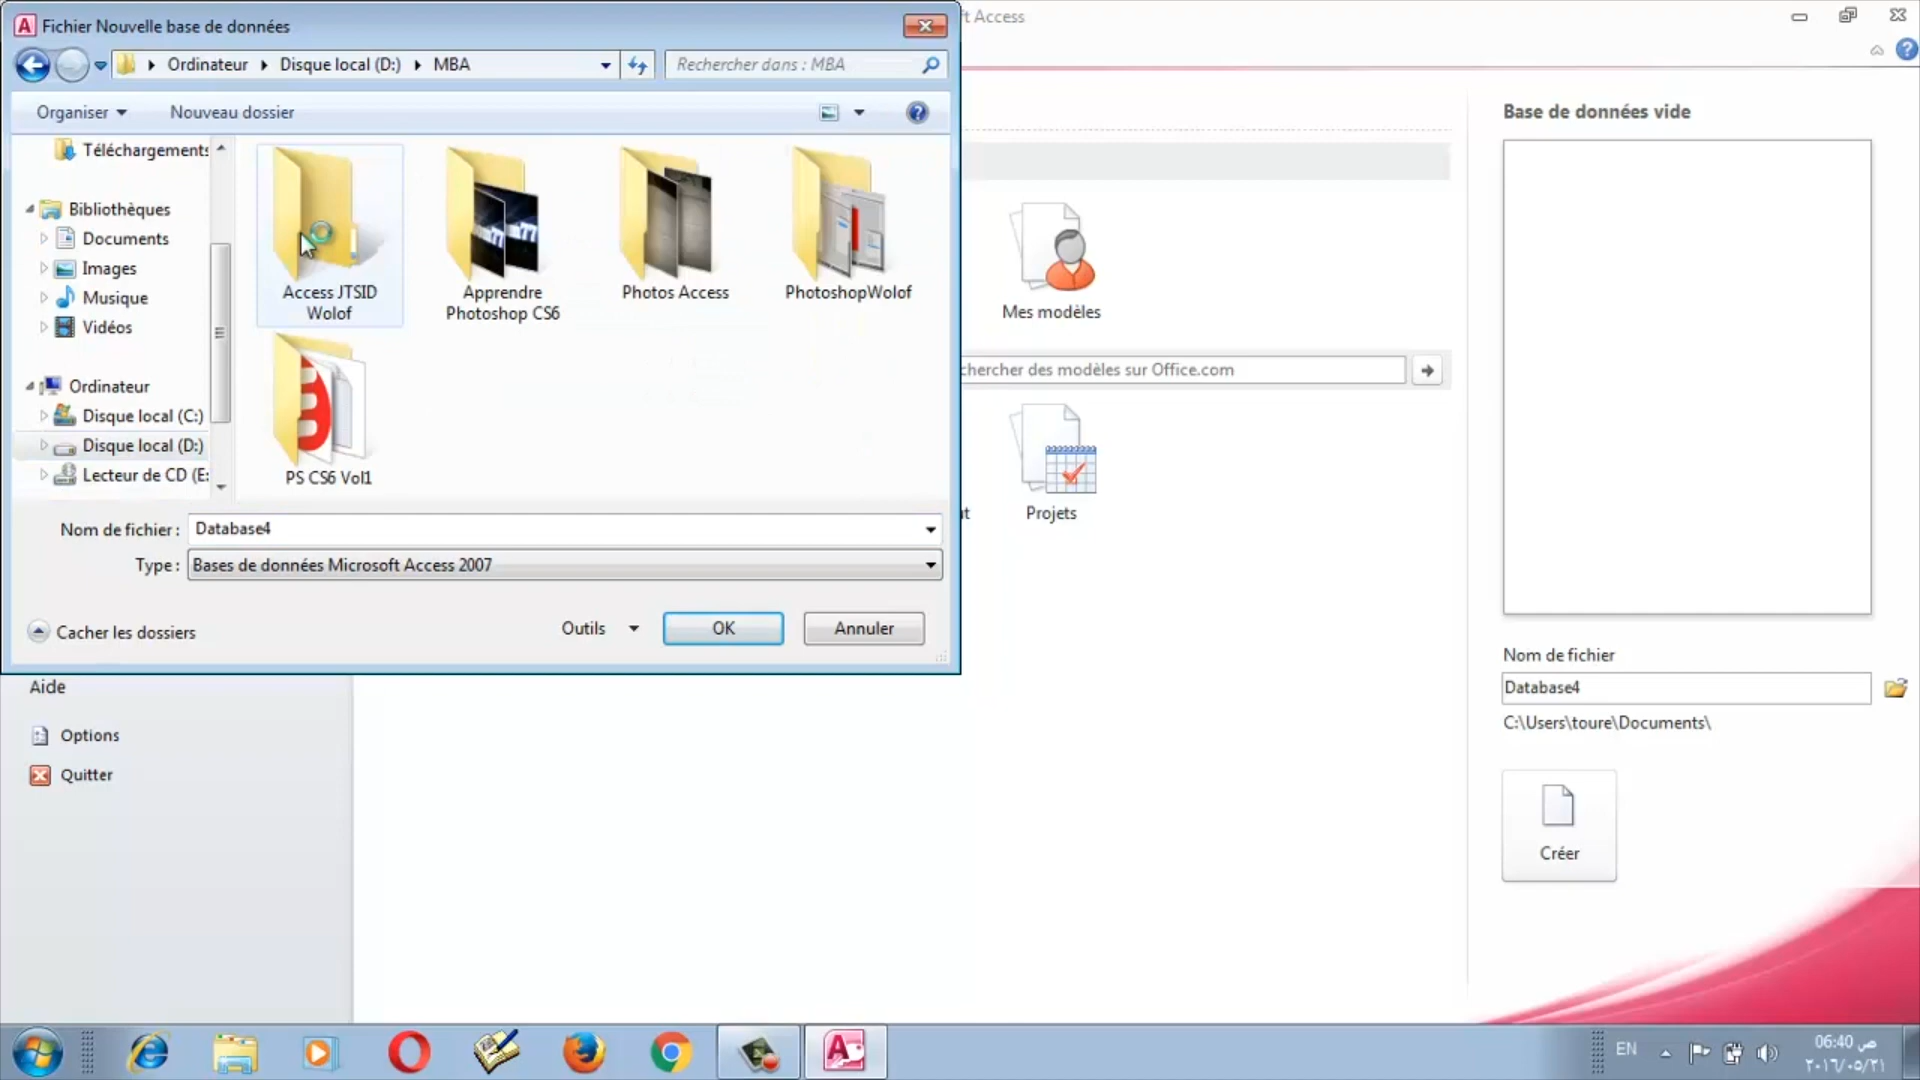 Fichier Nouvelle base de données
t Access
Ordinateur
Disque local (D:)
MBA
Rechercher dans : MBA
Organiser
Nouveau dossier
Téléchargements
Bibliothèques
Documents
Images
Musique
Vidéos
Ordinateur
Disque local (C:)
Disque local (D:)
Lecteur de CD (E:
Access JTSID
Wolof
Apprendre
Photoshop CS6
Photos Access
PhotoshopWolof
PS CS6 Vol1
Nom de fichier :
Database4
Type :
Bases de données Microsoft Access 2007
Cacher les dossiers
Outils
OK
Annuler
Mes modèles
chercher des modèles sur Office.com
Projets
Base de données vide
Nom de fichier
Database4
C:\Users\toure\Documents\
Créer
Aide
Options
Quitter
EN
06:40 ص
٢٠١٦/٠٥/٢١